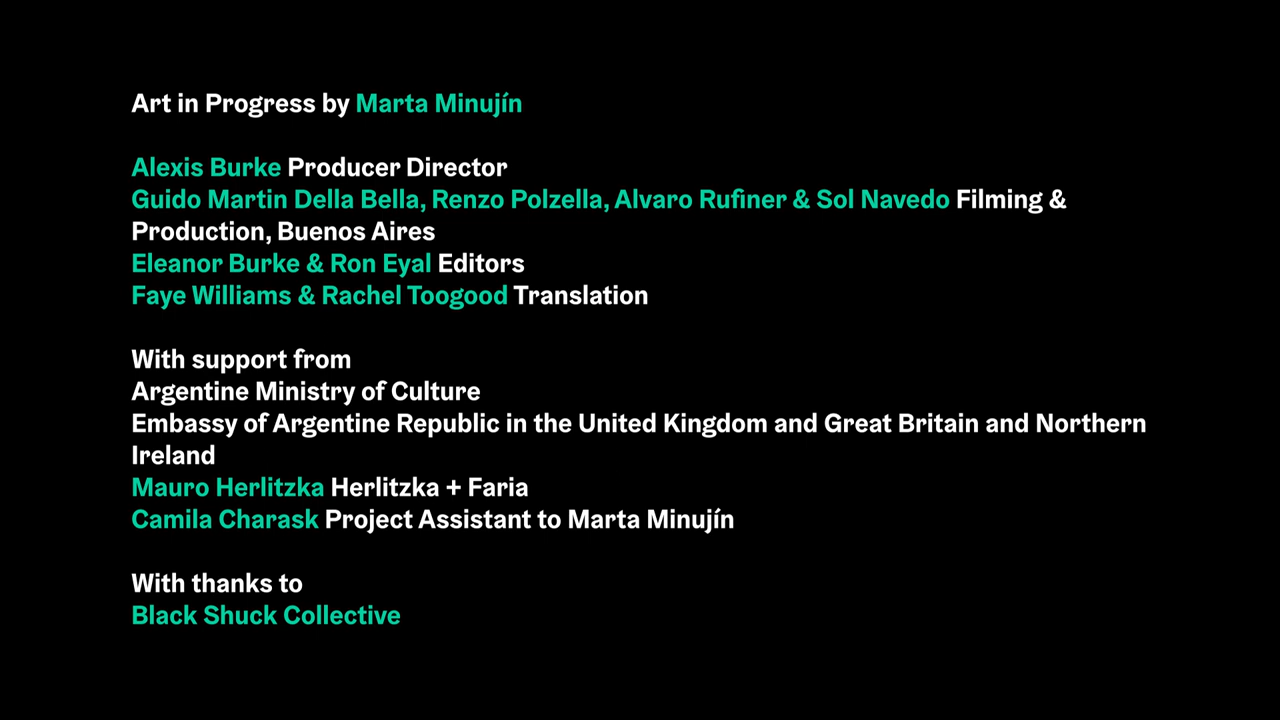 Art in Progress by Marta Minujín
Alexis Burke Producer Director
Guido Martin Della Bella, Renzo Polzella, Alvaro Rufiner & Sol Navedo Filming &
Production, Buenos Aires
Eleanor Burke & Ron Eyal Editors
Faye Williams & Rachel Toogood Translation
With support from
Argentine Ministry of Culture
Embassy of Argentine Republic in the United Kingdom and Great Britain and Northern
Ireland
Mauro Herlitzka Herlitzka + Faria
Camila Charask Project Assistant to Marta Minujín
With thanks to
Black Shuck Collective